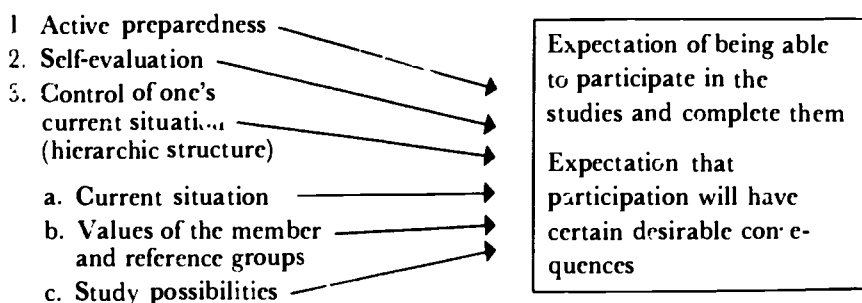 1 Active preparedness
2. Self-evaluation
3. Control of one's
current situation
(hierarchic structure)
a. Current situation
b. Values of the member
and reference groups
c. Study possibilities
Expectation of being able
to participate in the
studies and complete them
Expectation that
participation will have
certain desirable conse-
quences